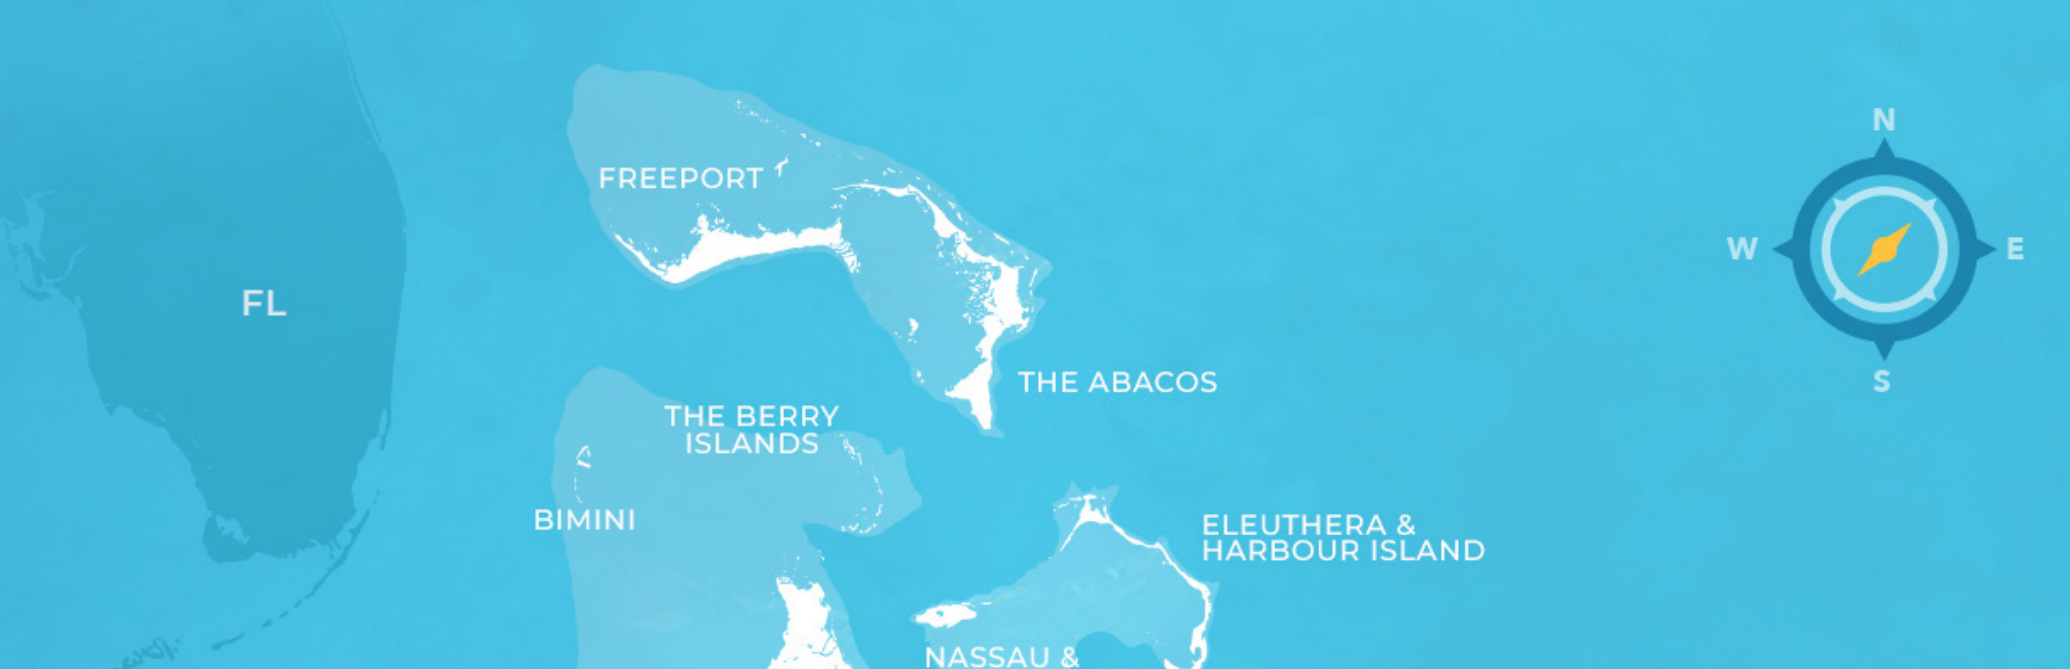 N
FREEPORT
W
E
FL
THE ABACOS
S
THE BERRY
ISLANDS
BIMINI
ELEUTHERA &
HARBOUR ISLAND
NASSAU &